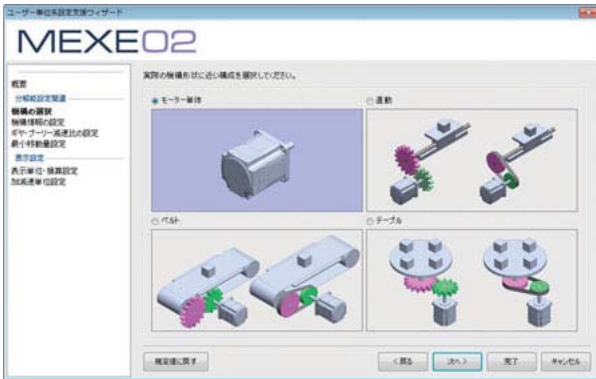 ユーザー単位系設定支援ウィザード
MEXE02
概要
分解能設定関連
機構の選択
機構情報の設定
ギヤ・プーリー減速比の設定
最小移動量設定
表示設定
表示単位・換算設定
加減速単位設定
実際の機構形状に近い構成を選択してください。
モーター単体
直動
ベルト
テーブル
規定値に戻す
< 戻る
次へ >
完了
キャンセル